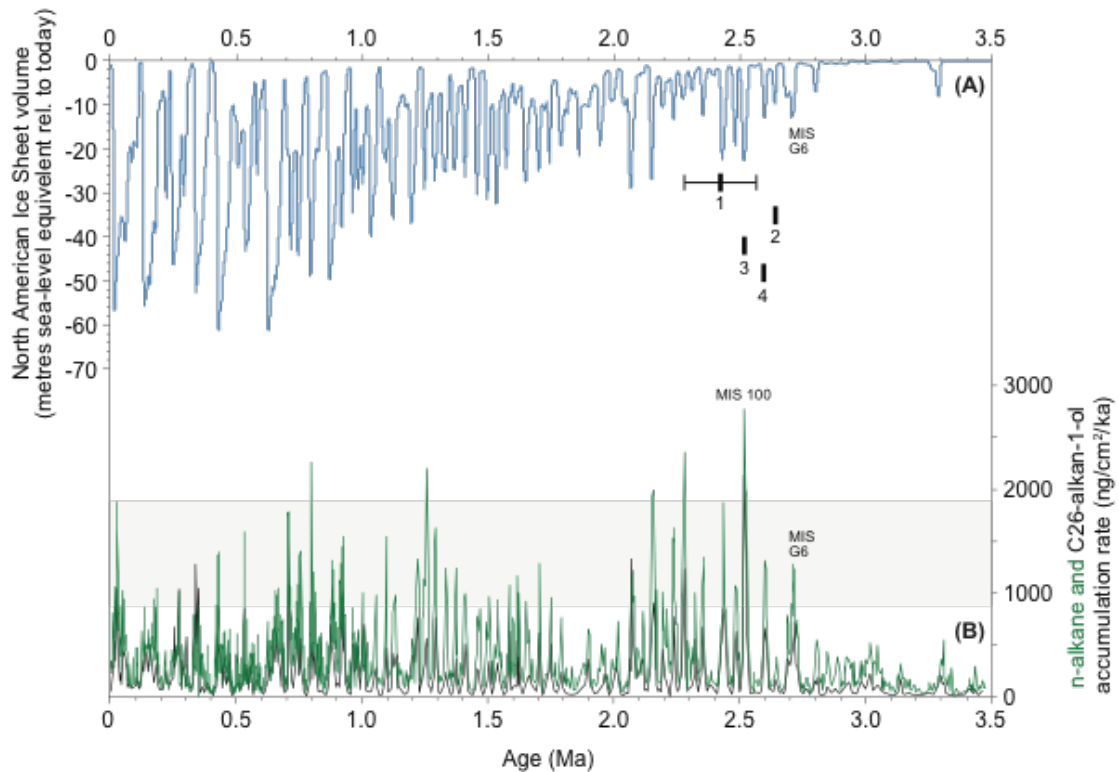 0 0.5 1.0 1.5 2.0 2.5 3.0 3.5
North American Ice Sheet volume
(metres sea-level equivelent rel. to today)
0
-10
-20
-30
-40
-50
-60
-70
(A)
MIS
G6
1
2
3
4
MIS 100
MIS
G6
(B)
3000
2000
1000
0
n-alkane and C26-alkan-1-ol
accumulation rate (ng/cm²/ka)
0 0.5 1.0 1.5 2.0 2.5 3.0 3.5
Age (Ma)